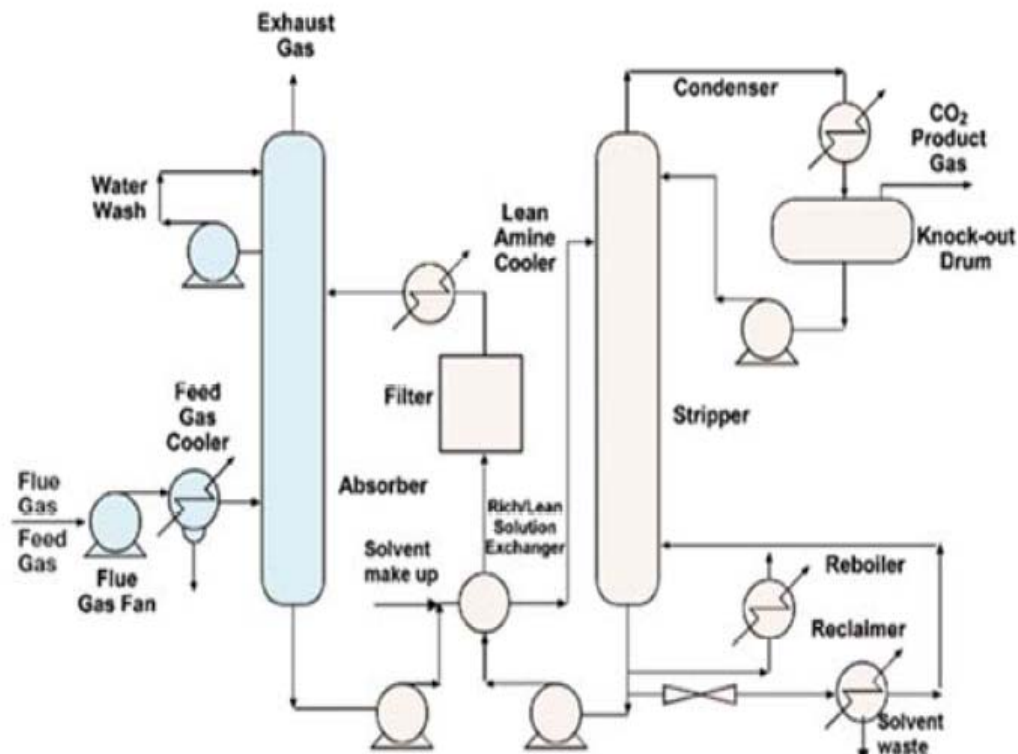 Exhaust
Gas
Condenser
CO₂
Product
Gas
Water
Wash
Lean
Amine
Cooler
Knock-out
Drum
Feed
Gas
Cooler
Filter
Stripper
Flue
Gas
Feed
Gas
Absorber
Rich/Lean
Solution
Exchanger
Solvent
make up
Flue
Gas Fan
Reboiler
Reclaimer
Solvent
waste